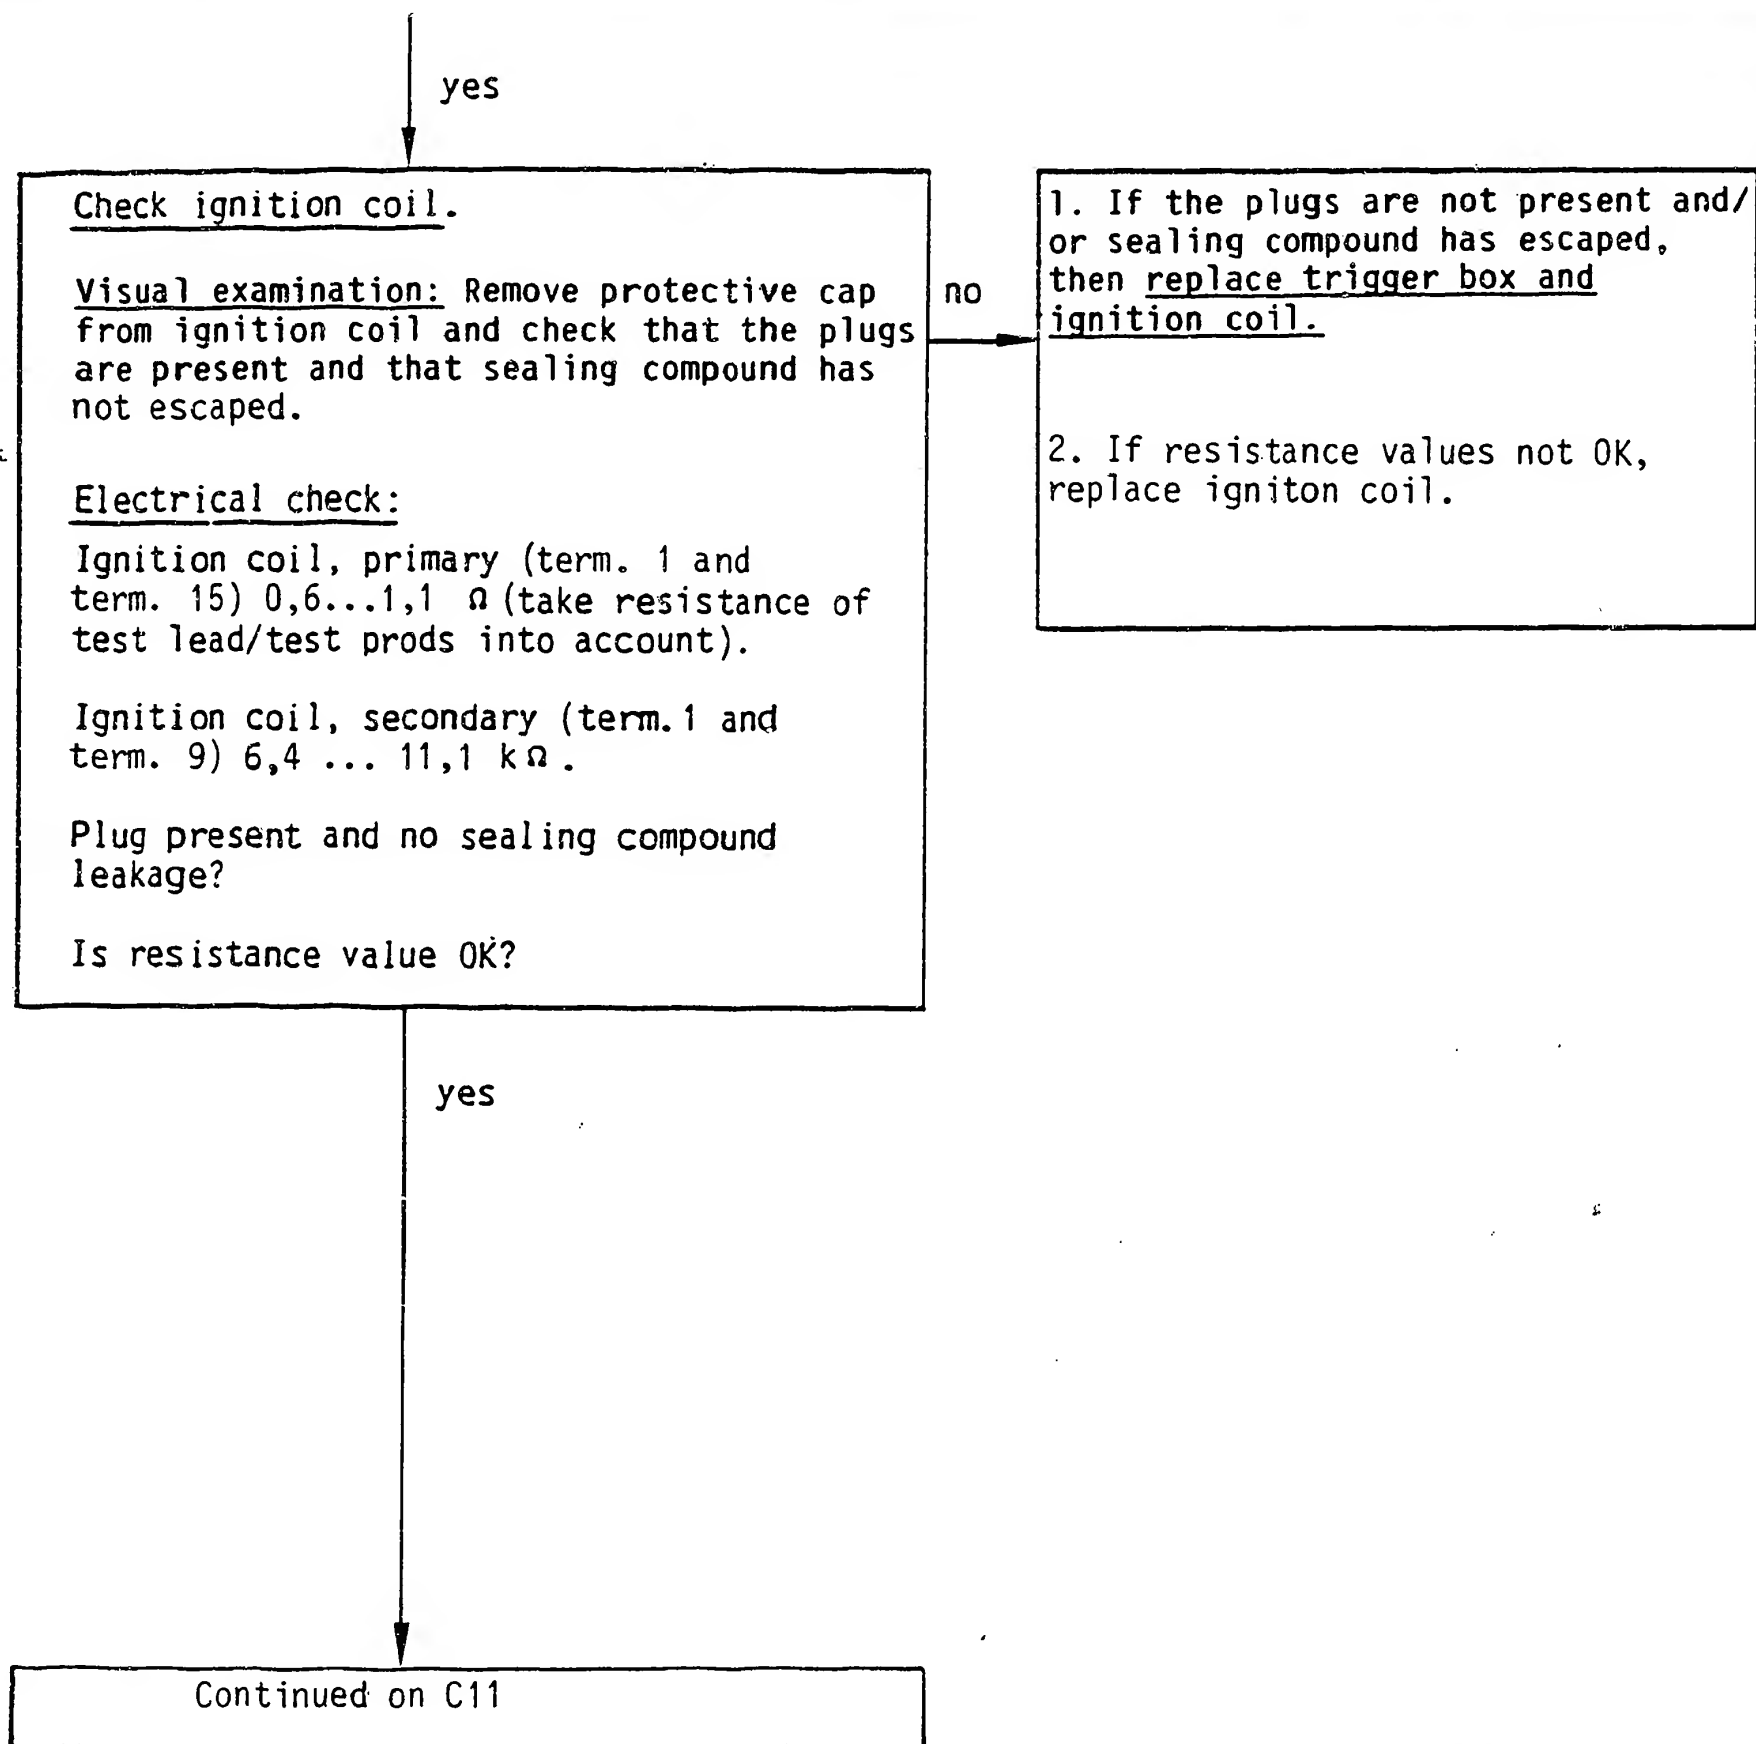 yes
Check ignition coil.
Visual examination: Remove protective cap
from ignition coil and check that the plugs
are present and that sealing compound has
not escaped.
Electrical check:
Ignition coil, primary (term. 1 and
term. 15) 0,6...1,1 Ω (take resistance of
test lead/test prods into account).
Ignition coil, secondary (term. 1 and
term. 9) 6,4 ... 11,1 kΩ.
Plug present and no sealing compound
leakage?
Is resistance value OK?
no
1. If the plugs are not present and/
or sealing compound has escaped,
then replace trigger box and
ignition coil.
2. If resistance values not OK,
replace igniton coil.
yes
Continued on C11